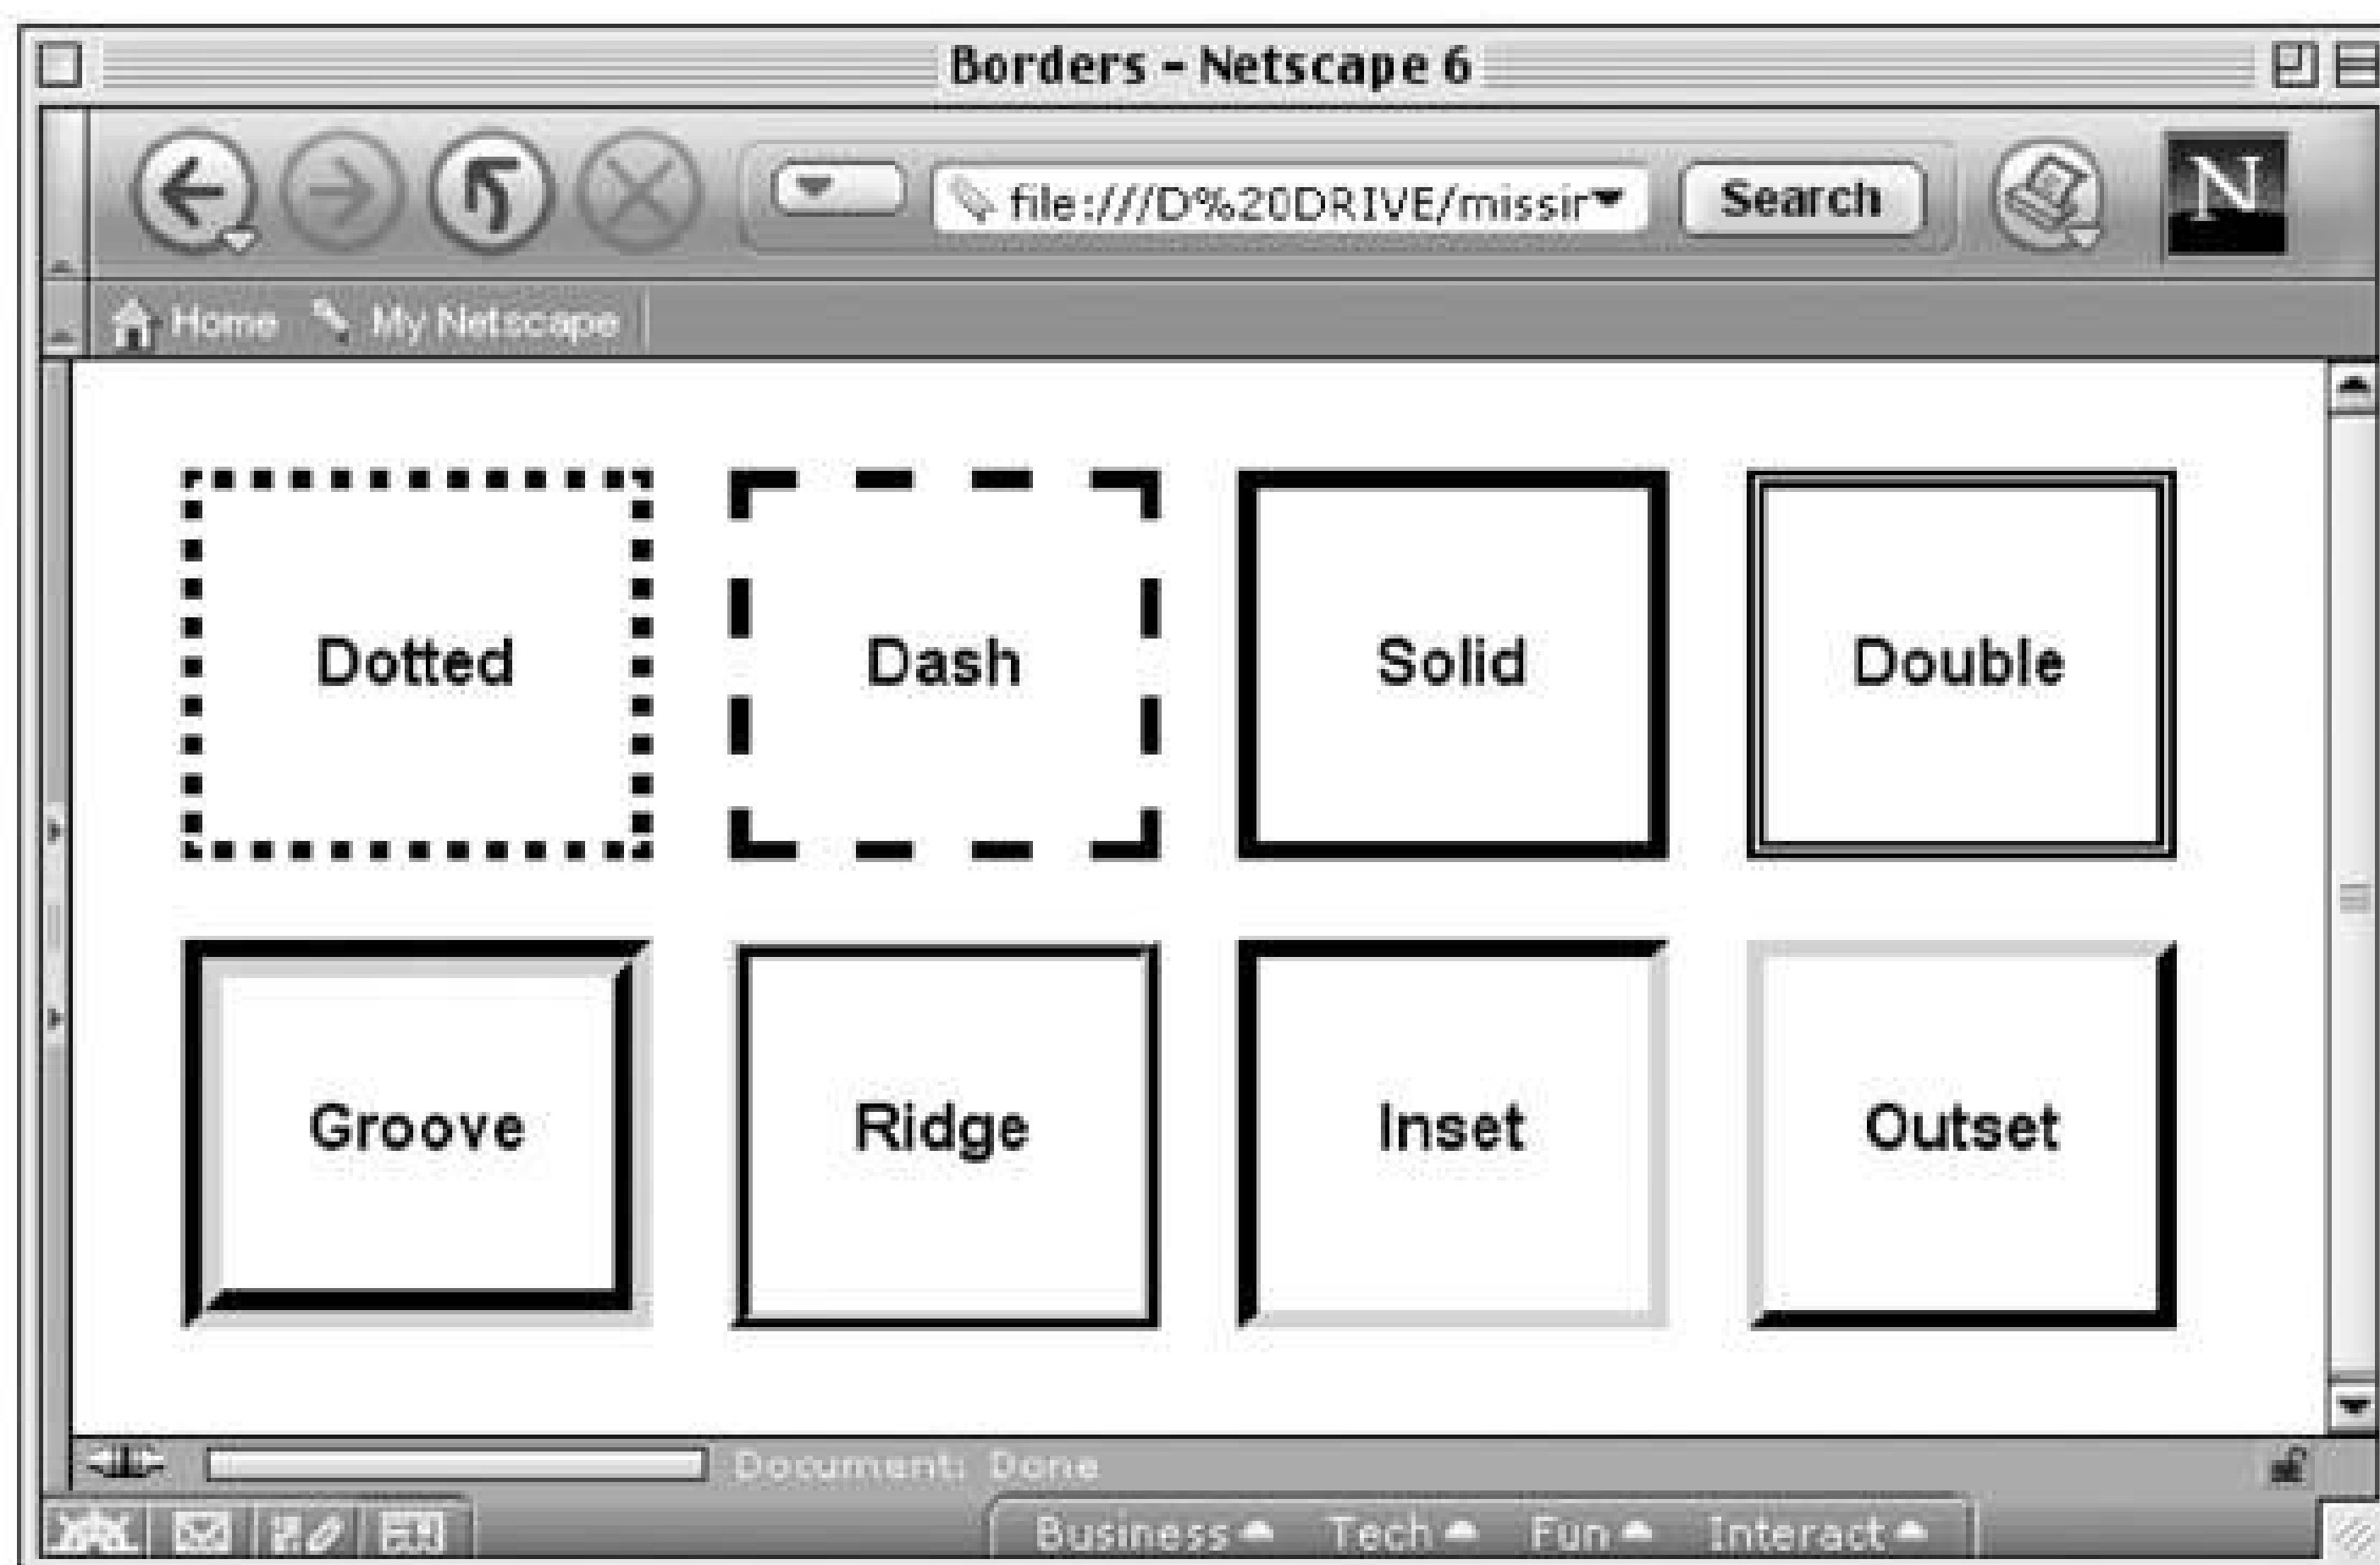 Borders - Netscape 6
file:///D%20DRIVE/missir
Search
N
Home My Netscape
Dotted Dash Solid Double
Groove Ridge Inset Outset
Document: Done
Business Tech Fun Interact